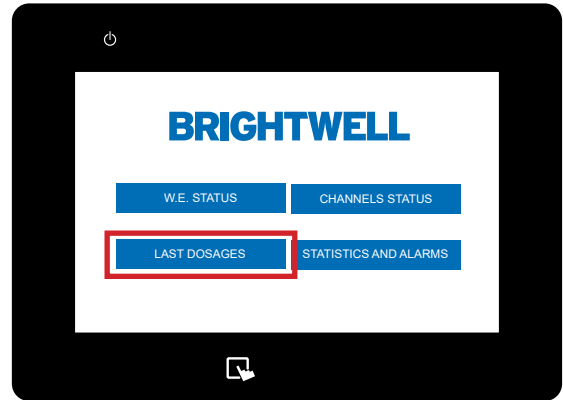 BRIGHTWELL
W.E. STATUS
CHANNELS STATUS
LAST DOSAGES
STATISTICS AND ALARMS